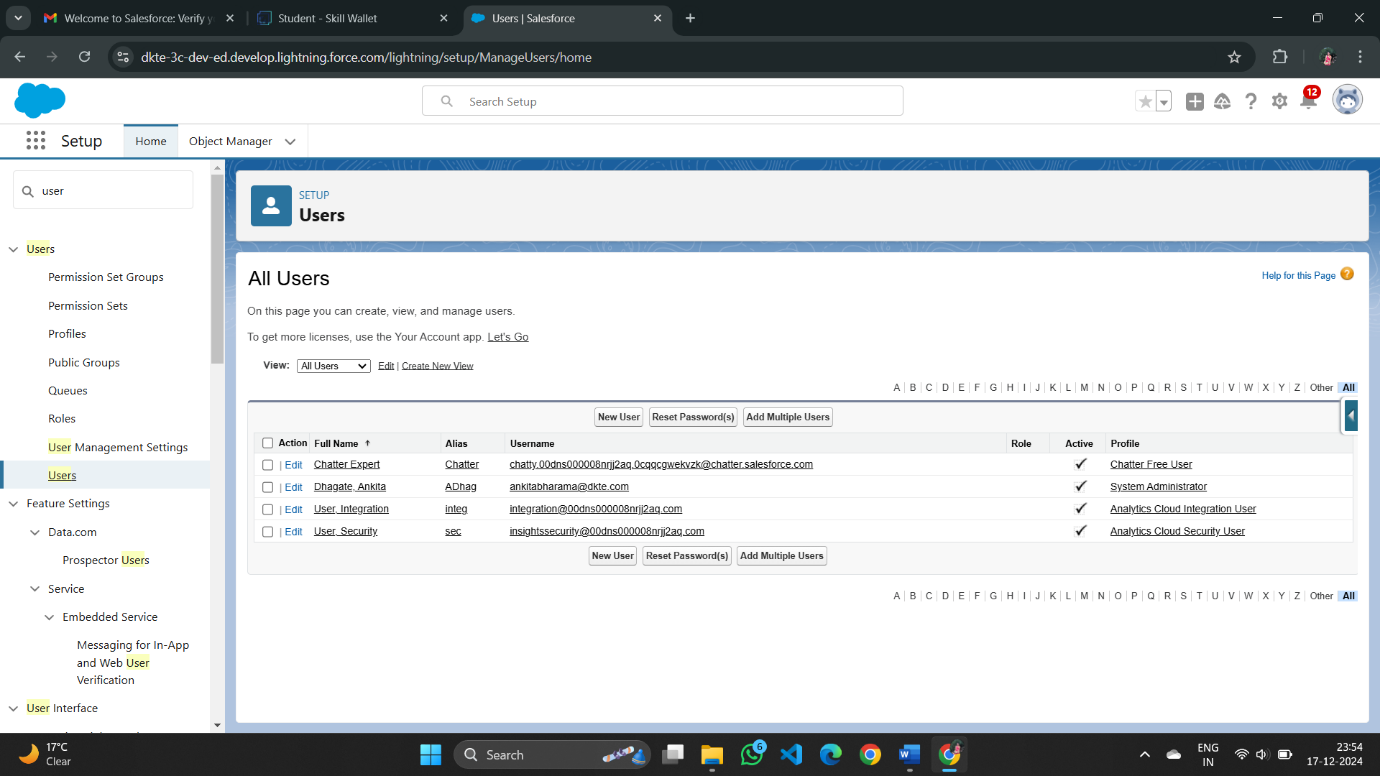 Welcome to Salesforce: Verify y
Student - Skill Wallet
Users | Salesforce
dkte-3c-dev-ed.develop.lightning.force.com/lightning/setup/ManageUsers/home
Search Setup
12
Setup
Home
Object Manager
user
SETUP
Users
Users
Permission Set Groups
Permission Sets
Profiles
Public Groups
Queues
Roles
User Management Settings
Users
Feature Settings
Data.com
Prospector Users
Service
Embedded Service
Messaging for In-App
and Web User
Verification
User Interface
All Users
Help for this Page ?
On this page you can create, view, and manage users.
To get more licenses, use the Your Account app. Let's Go
View: All Users Edit | Create New View
A B C D E F G H I J K L M N O P Q R S T U V W X Y Z Other All
New User Reset Password(s) Add Multiple Users
Action Full Name ↑ Alias Username Role Active Profile
| Edit Chatter Expert Chatter chatty.00dns000008nrjj2aq.0cqqcgwekvzk@chatter.salesforce.com ✓ Chatter Free User
| Edit Dhagate, Ankita ADhag ankitabharama@dkte.com ✓ System Administrator
| Edit User, Integration integ integration@00dns000008nrjj2aq.com ✓ Analytics Cloud Integration User
| Edit User, Security sec insightssecurity@00dns000008nrjj2aq.com ✓ Analytics Cloud Security User
New User Reset Password(s) Add Multiple Users
A B C D E F G H I J K L M N O P Q R S T U V W X Y Z Other All
17°C
Clear
Search
6
ENG
IN
23:54
17-12-2024